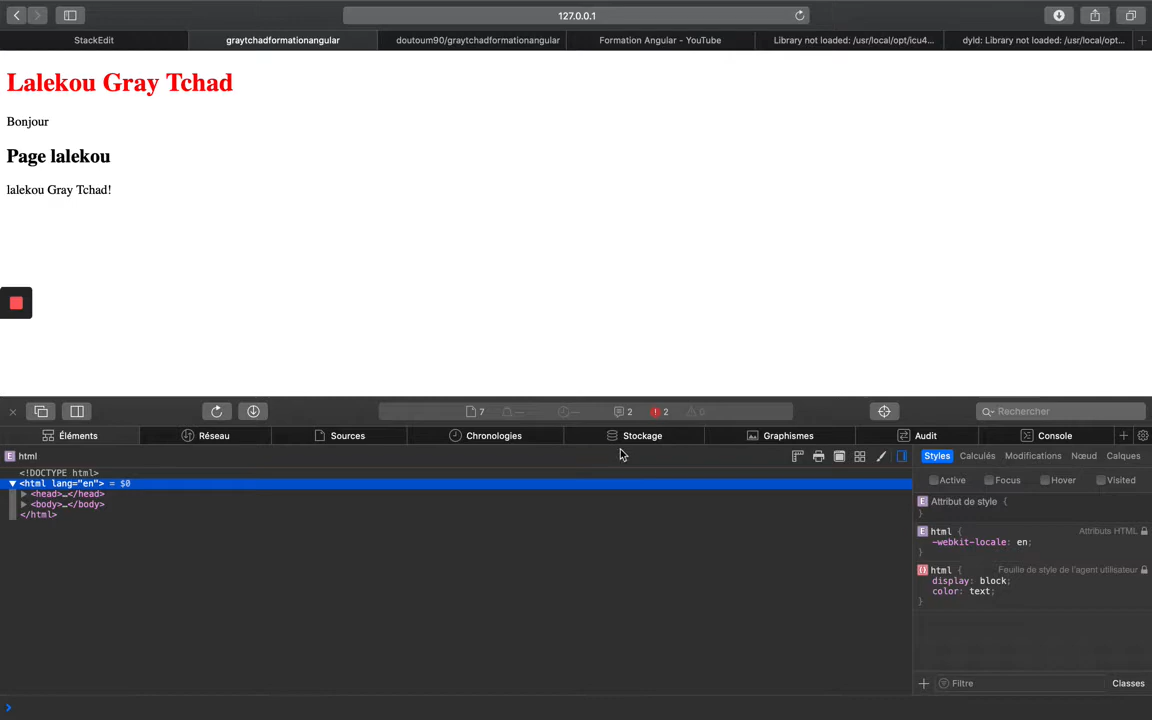 127.0.0.1
StackEdit
graytchadformationangular
doutoum90/graytchadformationangular
Formation Angular - YouTube
Library not loaded: /usr/local/opt/icu4...
dyld: Library not loaded: /usr/local/opt...
Lalekou Gray Tchad
Bonjour
Page lalekou
lalekou Gray Tchad!
7
2
2
0
Rechercher
Éléments
Réseau
Sources
Chronologies
Stockage
Graphismes
Audit
Console
E html
Styles Calculés Modifications Nœud Calques
<!DOCTYPE html>
<html lang="en"> = $0
<head>…</head>
<body>…</body>
</html>
Active Focus Hover Visited
E Attribut de style {
}
E html { Attributs HTML
-webkit-locale: en;
}
{} html { Feuille de style de l'agent utilisateur
display: block;
color: text;
}
Filtre
Classes